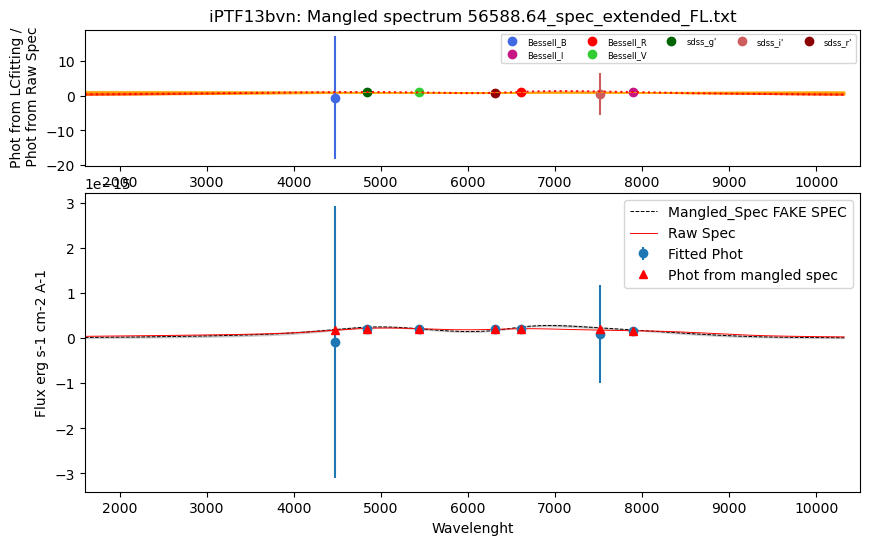 iPTF13bvn: Mangled spectrum 56588.64_spec_extended_FL.txt
Phot from LCfitting /
Phot from Raw Spec
10
0
−10
−20
Bessell_B
Bessell_I
Bessell_R
Bessell_V
sdss_g'
sdss_i'
sdss_r'
2000 3000 4000 5000 6000 7000 8000 9000 10000
1e−15
Flux erg s-1 cm-2 A-1
3
2
1
0
−1
−2
−3
Mangled_Spec FAKE SPEC
Raw Spec
Fitted Phot
Phot from mangled spec
2000 3000 4000 5000 6000 7000 8000 9000 10000
Wavelenght